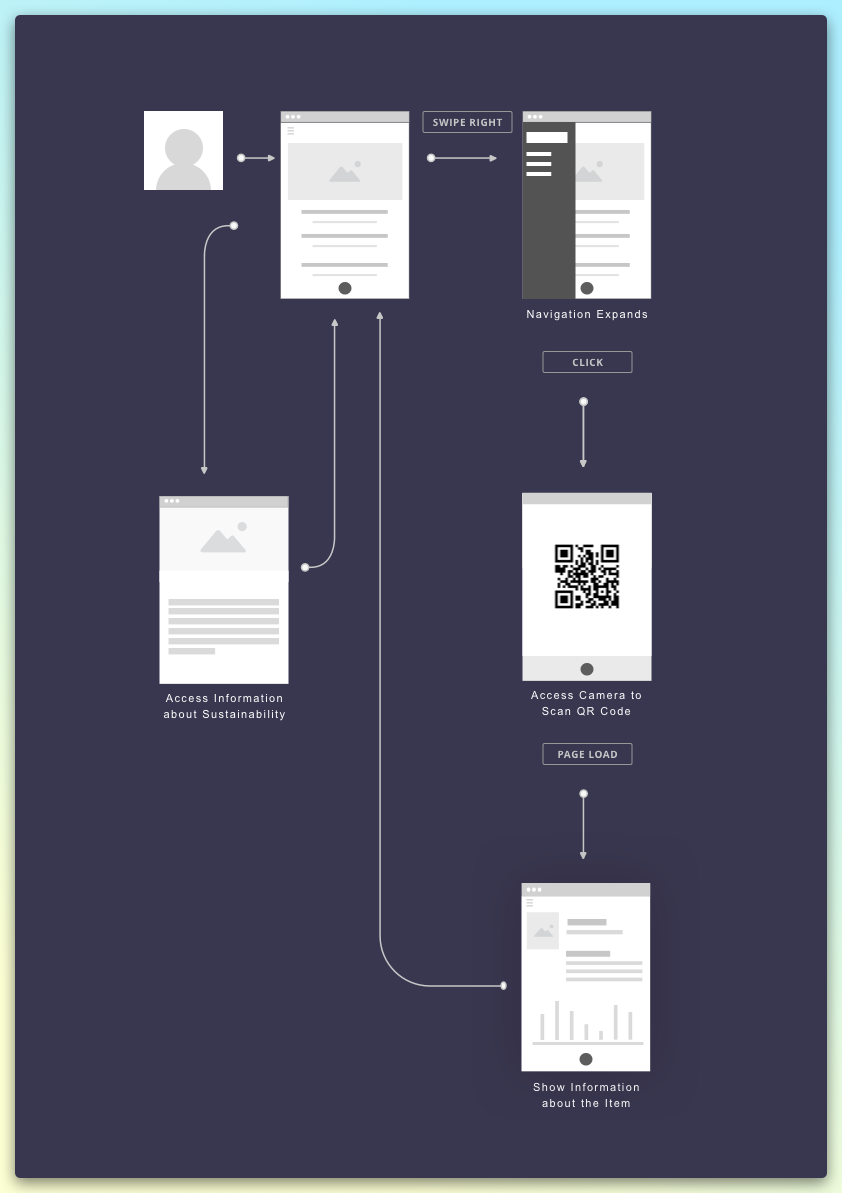 SWIPE RIGHT
Navigation Expands
CLICK
Access Information
about Sustainability
Access Camera to
Scan QR Code
PAGE LOAD
Show Information
about the Item